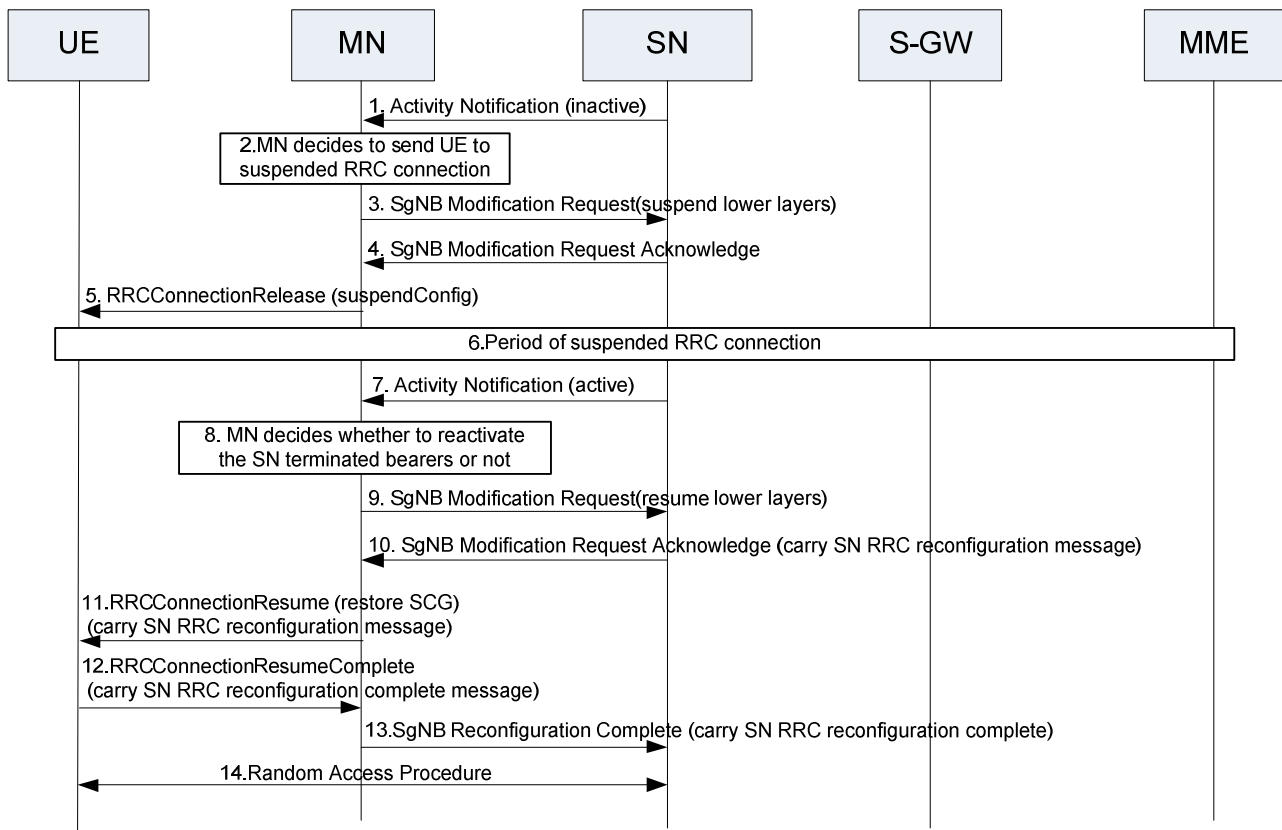 UE
MN
SN
S-GW
MME
1. Activity Notification (inactive)
2.MN decides to send UE to
suspended RRC connection
3. SgNB Modification Request(suspend lower layers)
4. SgNB Modification Request Acknowledge
5. RRCConnectionRelease (suspendConfig)
6.Period of suspended RRC connection
7. Activity Notification (active)
8. MN decides whether to reactivate
the SN terminated bearers or not
9. SgNB Modification Request(resume lower layers)
10. SgNB Modification Request Acknowledge (carry SN RRC reconfiguration message)
11.RRCConnectionResume (restore SCG)
(carry SN RRC reconfiguration message)
12.RRCConnectionResumeComplete
(carry SN RRC reconfiguration complete message)
13.SgNB Reconfiguration Complete (carry SN RRC reconfiguration complete)
14.Random Access Procedure